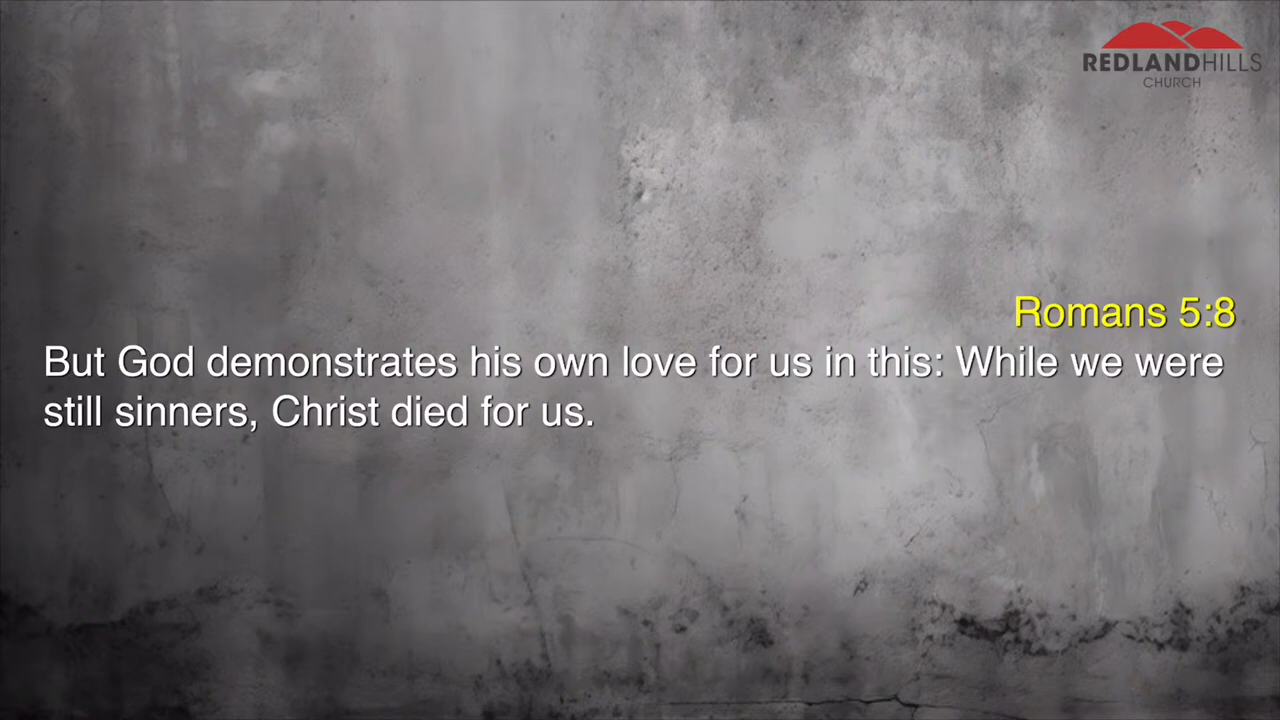 REDLANDHILLS
CHURCH
Romans 5:8
But God demonstrates his own love for us in this: While we were
still sinners, Christ died for us.